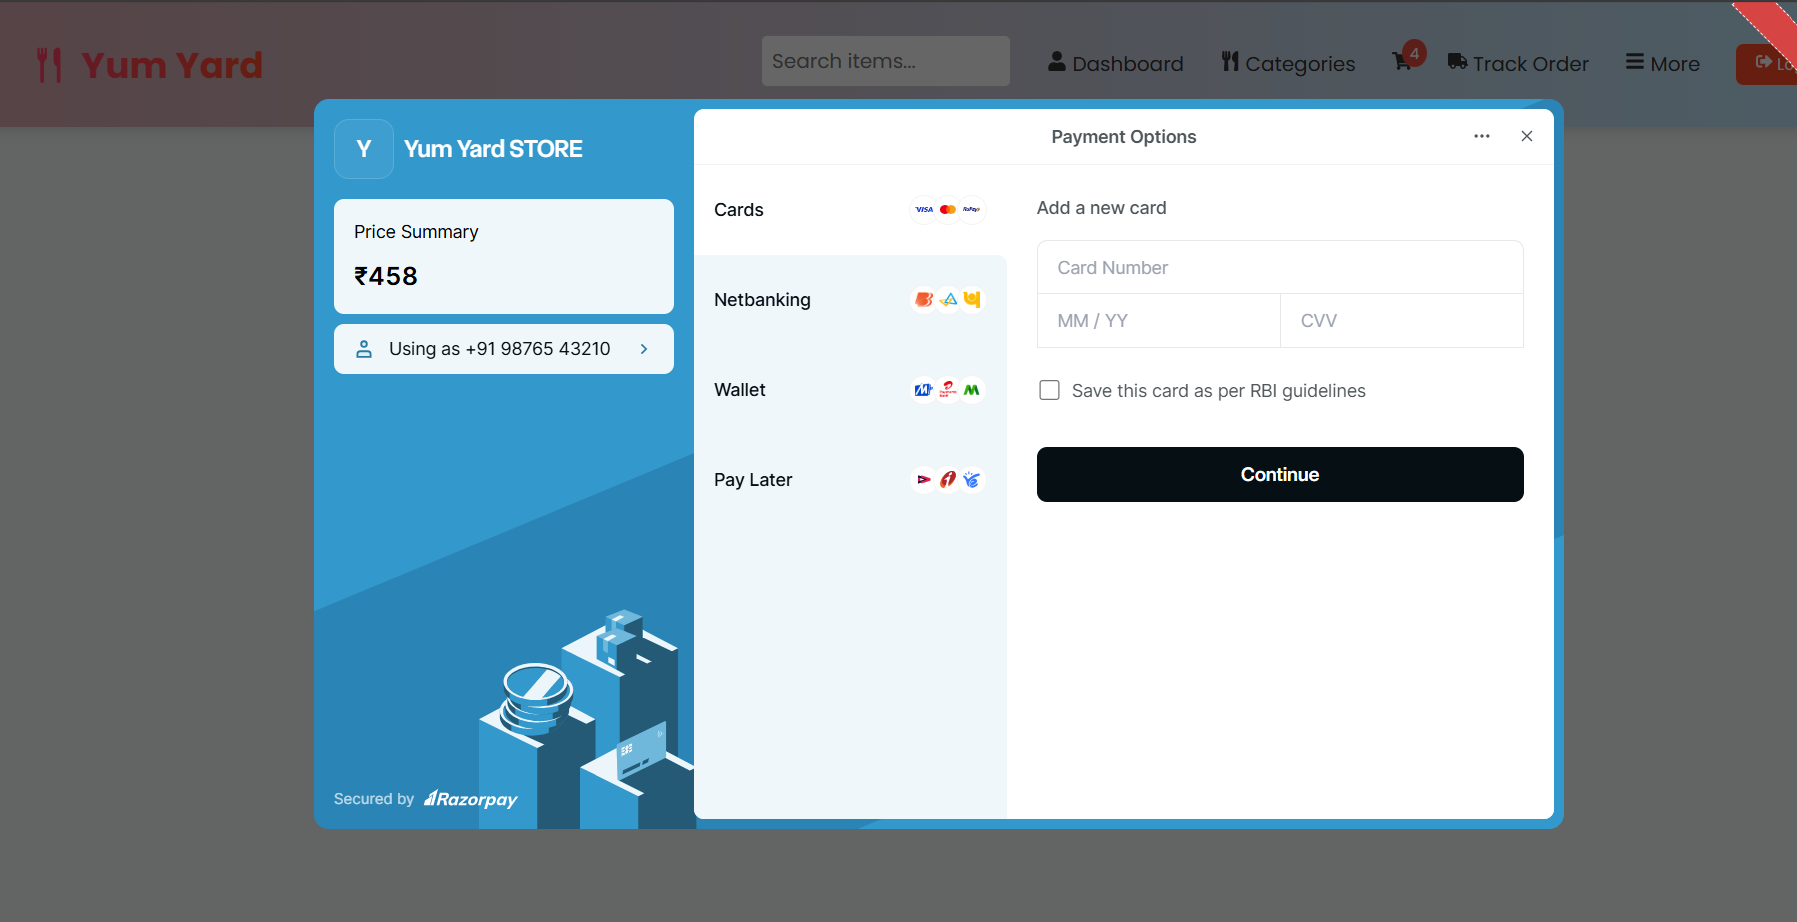 Yum Yard
Search items...
Dashboard
Categories
4
Track Order
More
Y
Yum Yard STORE
Price Summary
₹458
Using as +91 98765 43210
Secured by Razorpay
Payment Options
Cards
VISA
RuPay
Netbanking
Wallet
Pay Later
Add a new card
Card Number
MM / YY
CVV
Save this card as per RBI guidelines
Continue